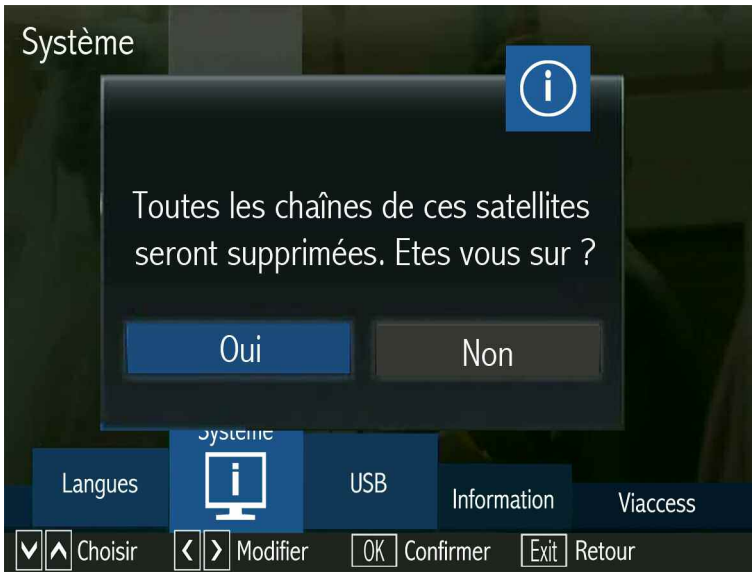 Système
i
Toutes les chaînes de ces satellites
seront supprimées. Etes vous sur ?
Oui Non
Système
Langues i USB Information Viaccess
Choisir Modifier OK Confirmer Exit Retour